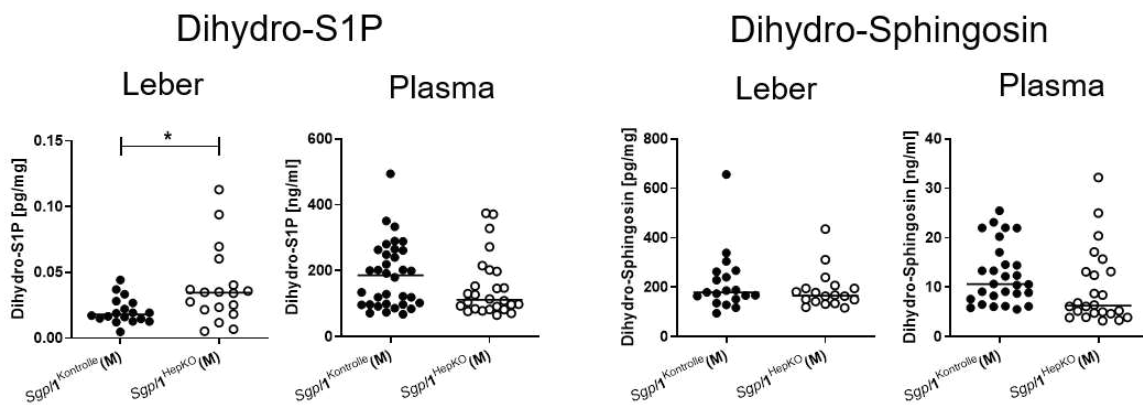 Dihydro-S1P
Dihydro-Sphingosin
Leber
Plasma
Leber
Plasma
Dihydro-S1P [pg/mg]
0.15
0.10
0.05
0.00
*
Sgpl1Kontrolle (M)
Sgpl1HepKO (M)
Dihydro-S1P [ng/ml]
600
400
200
0
Sgpl1Kontrolle (M)
Sgpl1HepKO (M)
Dihydro-Sphingosin [pg/mg]
800
600
400
200
0
Sgpl1Kontrolle (M)
Sgpl1HepKO (M)
Dihydro-Sphingosin [ng/ml]
40
30
20
10
0
Sgpl1Kontrolle (M)
Sgpl1HepKO (M)